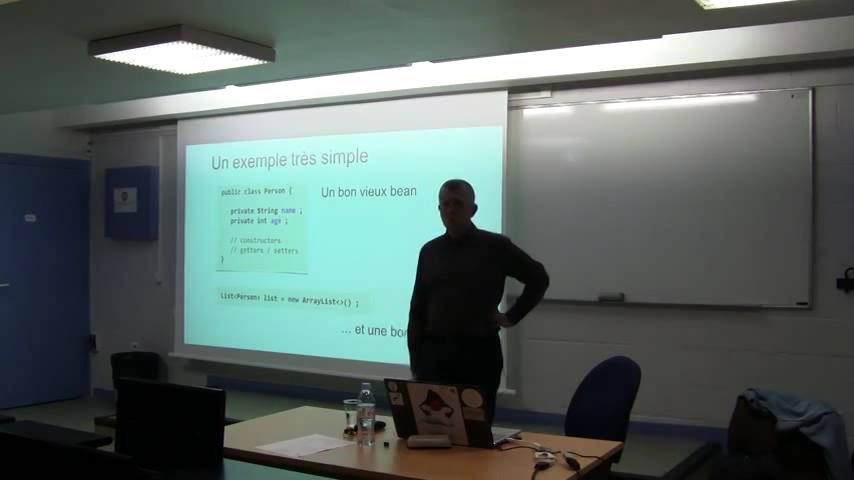 Un exemple très simple
public class Person {
Un bon vieux bean
private String name ;
private int age ;
// constructors
// getters / setters
}
List<Person> list = new ArrayList<>() ;
... et une bo